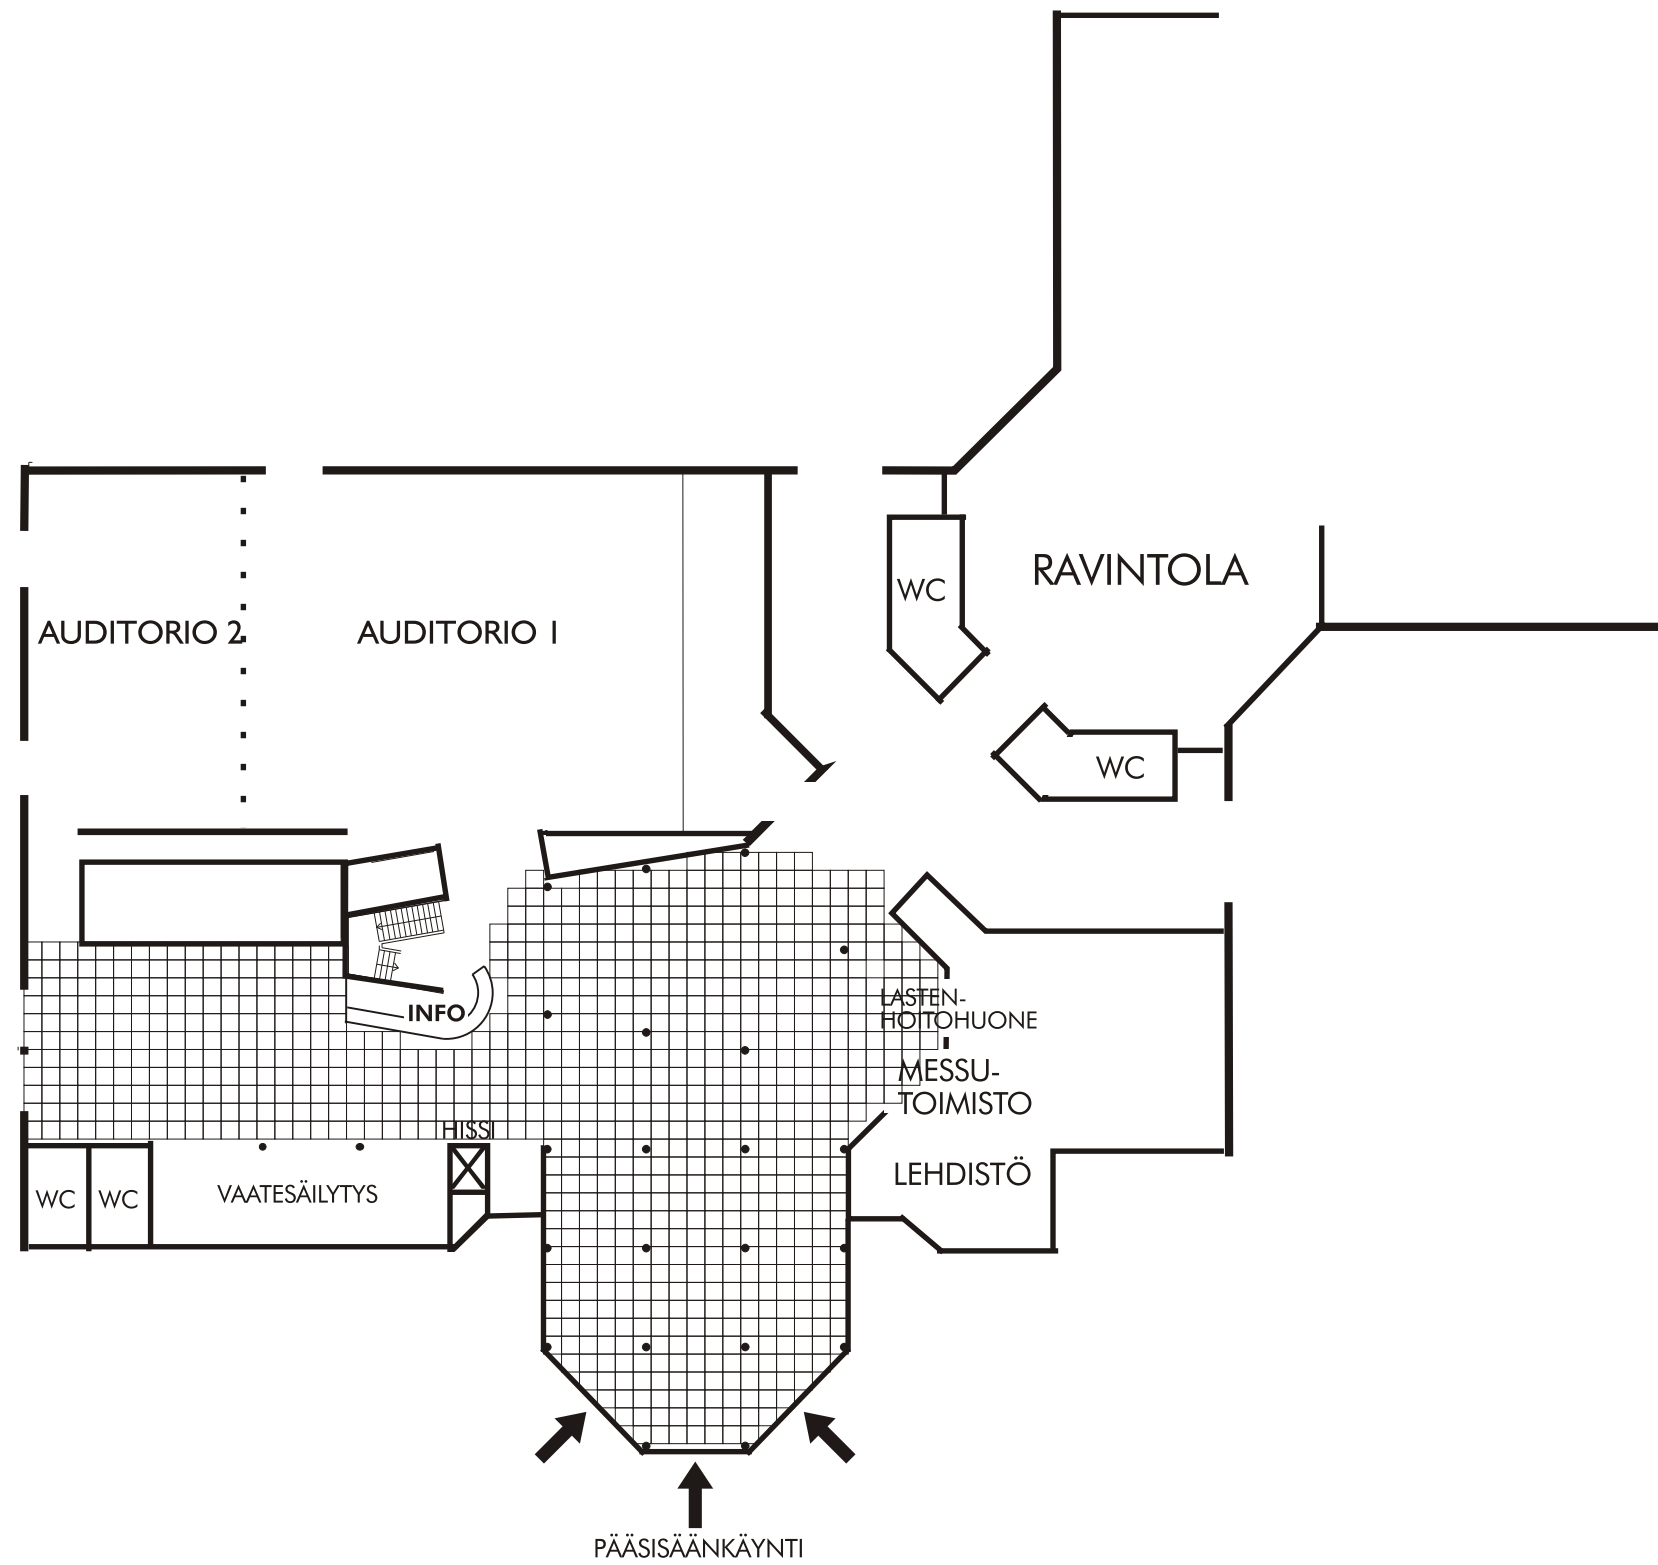 RAVINTOLA
WC
AUDITORIO 2
AUDITORIO 1
WC
LASTEN-
HOITOHUONE
INFO
MESSU-
TOIMISTO
HISSI
LEHDISTÖ
WC
WC
VAATESÄILYTYS
PÄÄSISÄÄNKÄYNTI